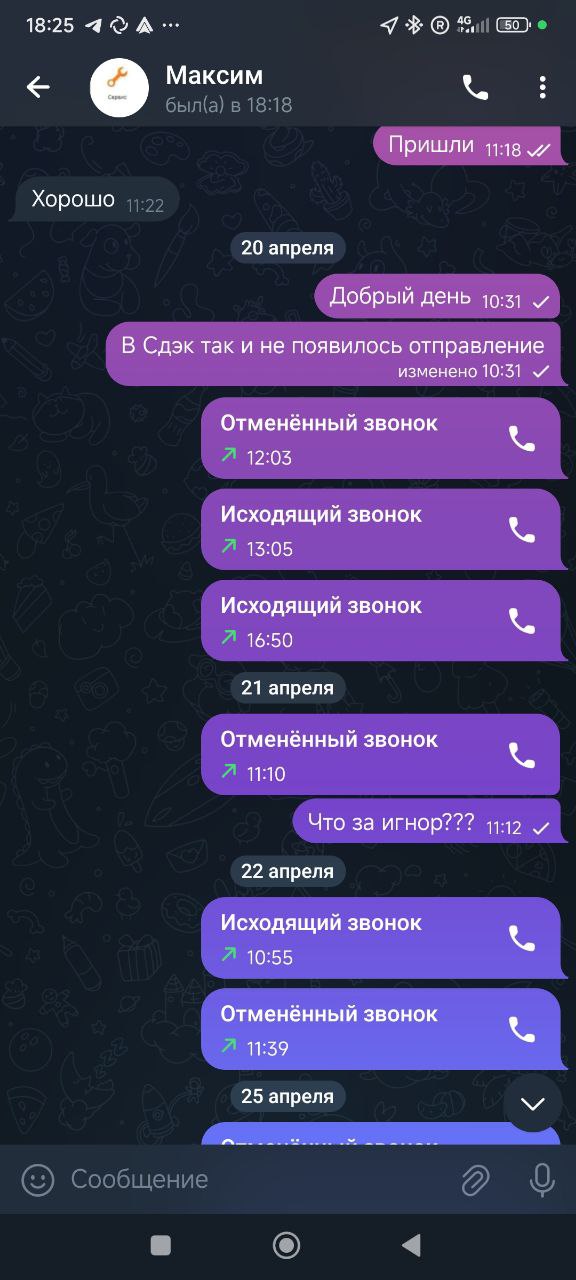 18:25 ... 4G 50
Максим
Сервис
был(а) в 18:18
Пришли 11:18
Хорошо 11:22
20 апреля
Добрый день 10:31
В Сдэк так и не появилось отправление
изменено 10:31
Отменённый звонок
12:03
Исходящий звонок
13:05
Исходящий звонок
16:50
21 апреля
Отменённый звонок
11:10
Что за игнор??? 11:12
22 апреля
Исходящий звонок
10:55
Отменённый звонок
11:39
25 апреля
Отменённый звонок
Сообщение